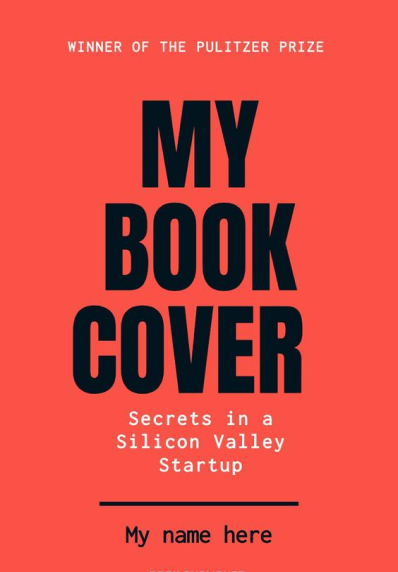 WINNER OF THE PULITZER PRIZE
MY
BOOK
COVER
Secrets in a
Silicon Valley
Startup
My name here